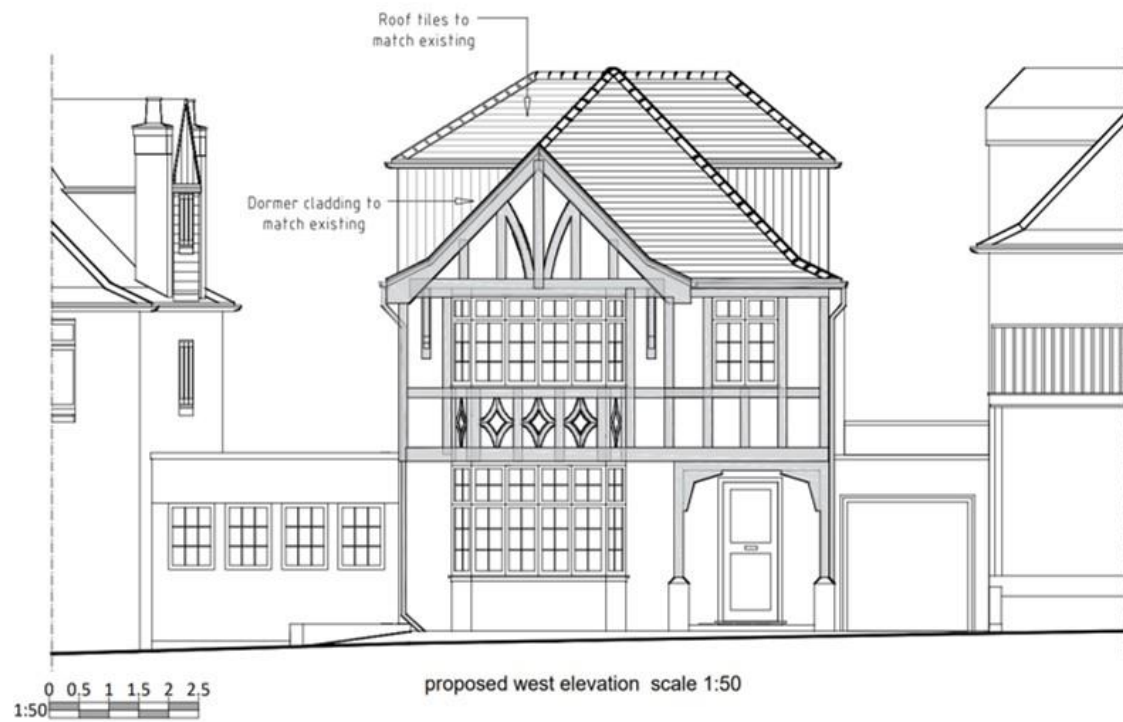 Roof tiles to
match existing
Dormer cladding to
match existing
proposed west elevation scale 1:50
0 0.5 1 1.5 2 2.5
1:50